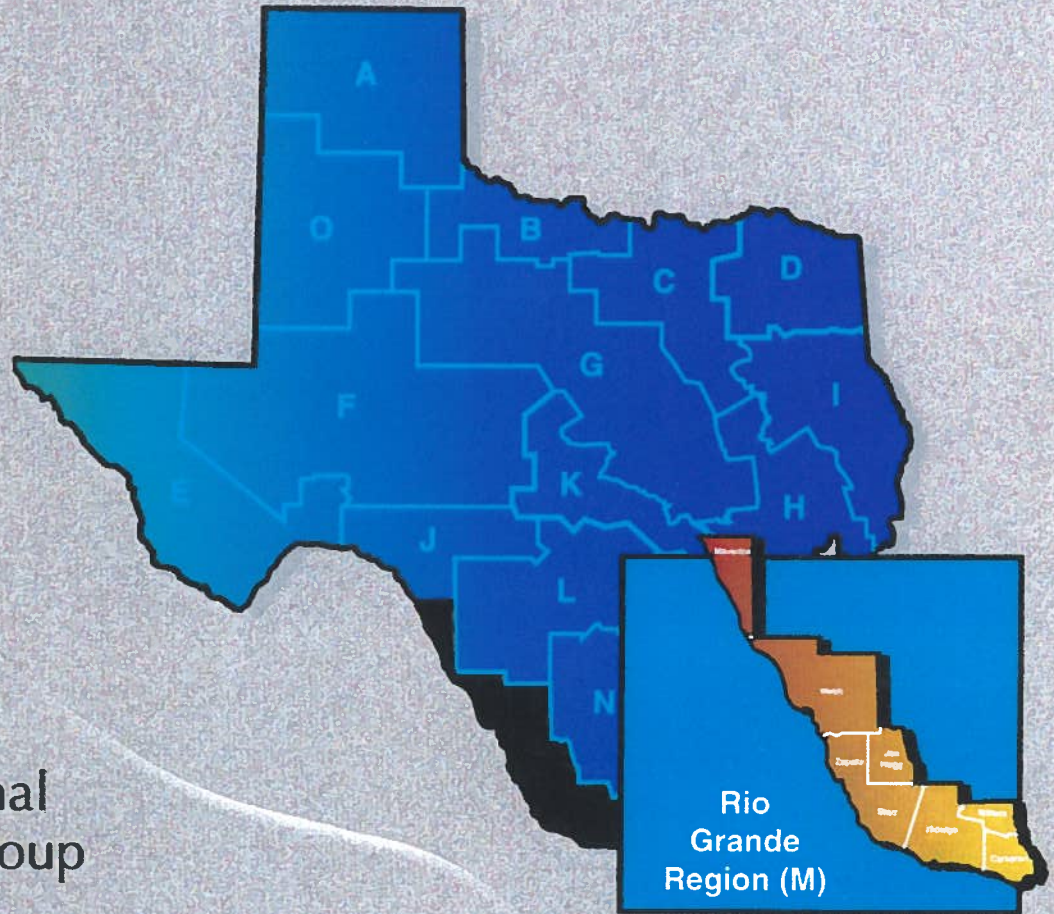 A
O
B
C
D
G
F
I
E
K
H
J
L
N
Maverick
Webb
Zapata
Jim
Hogg
Starr
Hidalgo
Willacy
Cameron
Rio
Grande
Region (M)
nal
oup